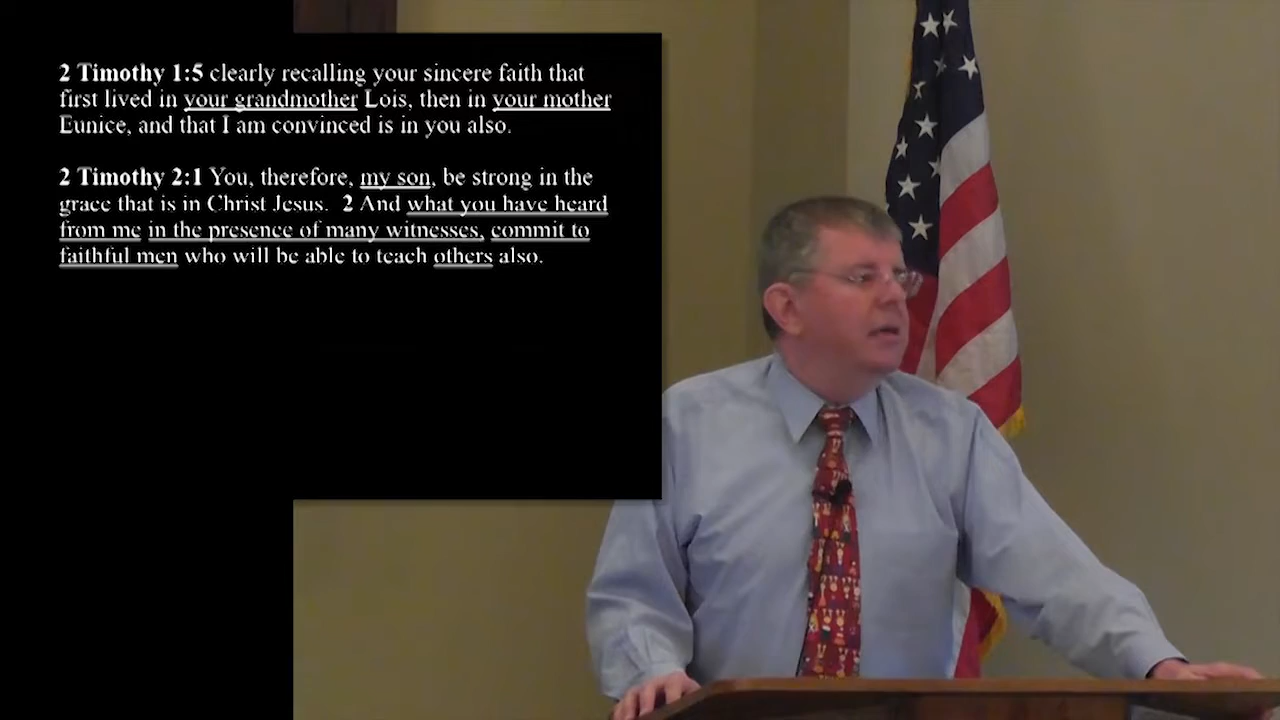 2 Timothy 1:5 clearly recalling your sincere faith that
first lived in your grandmother Lois, then in your mother
Eunice, and that I am convinced is in you also.
2 Timothy 2:1 You, therefore, my son, be strong in the
grace that is in Christ Jesus. 2 And what you have heard
from me in the presence of many witnesses, commit to
faithful men who will be able to teach others also.